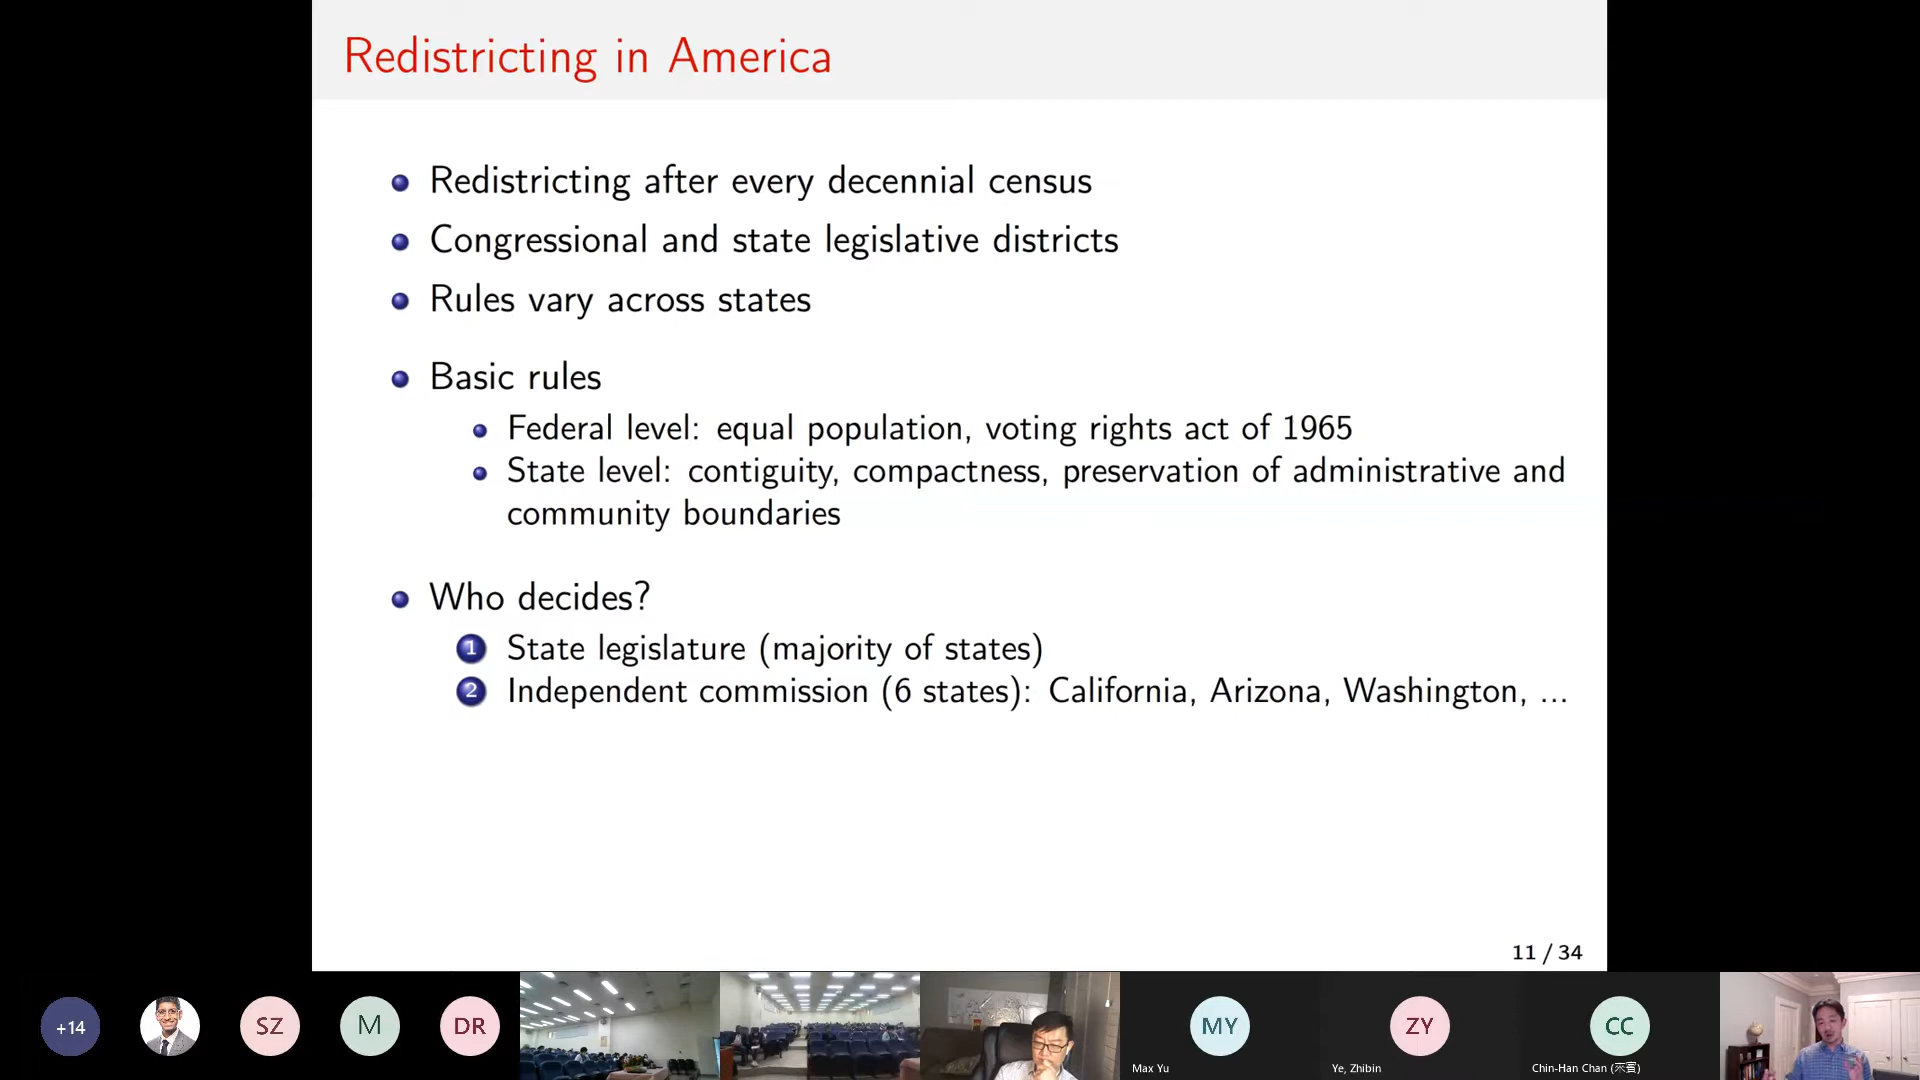 Redistricting in America
Redistricting after every decennial census
Congressional and state legislative districts
Rules vary across states
Basic rules
Federal level: equal population, voting rights act of 1965
State level: contiguity, compactness, preservation of administrative and
community boundaries
Who decides?
1 State legislature (majority of states)
2 Independent commission (6 states): California, Arizona, Washington, ...
11 / 34
+14
SZ
M
DR
MY
Max Yu
ZY
Ye, Zhibin
CC
Chin-Han Chan (來賓)